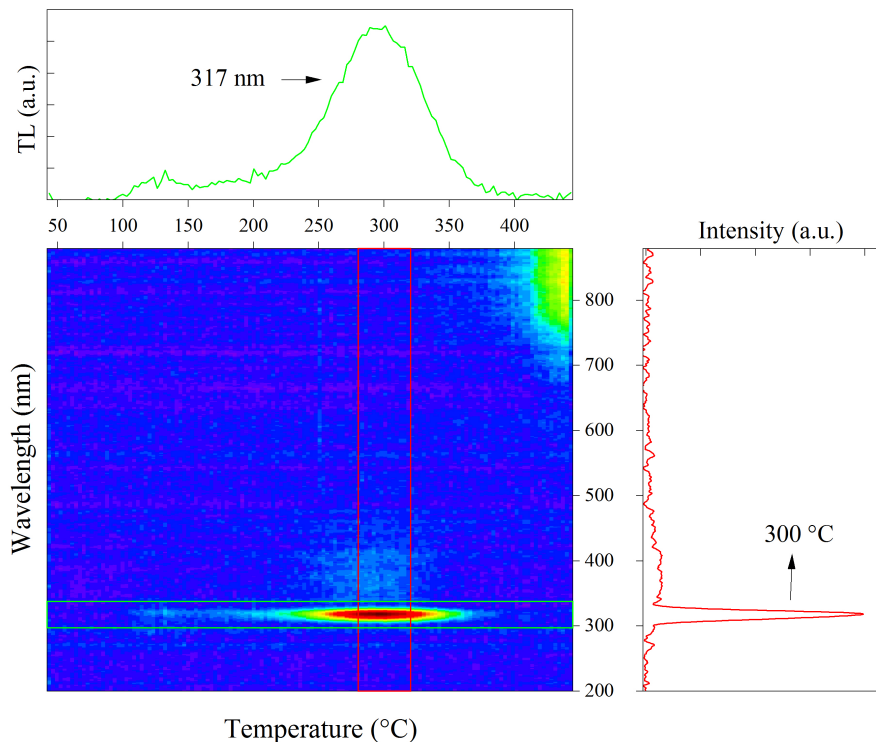 317 nm
TL (a.u.)
50 100 150 200 250 300 350 400
Intensity (a.u.)
Wavelength (nm)
800
700
600
500
400
300
200
300 °C
Temperature (°C)